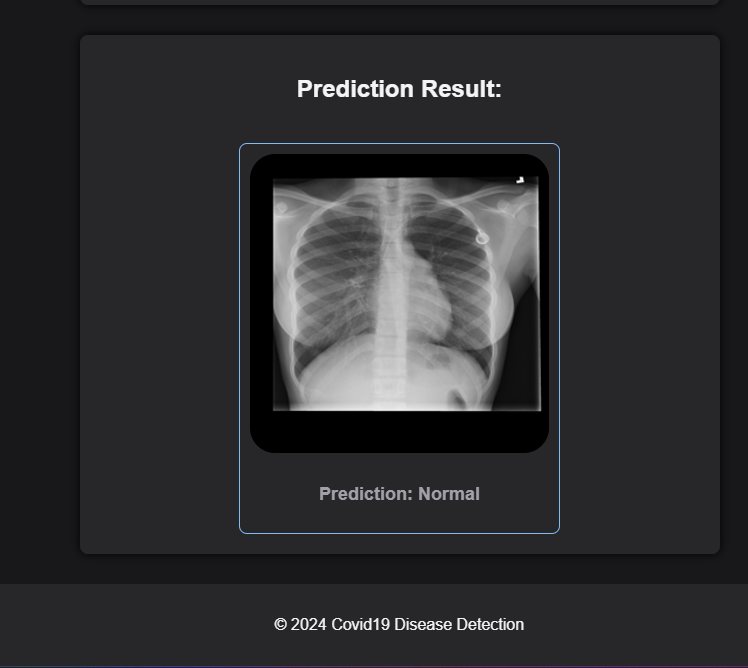 Prediction Result:
Prediction: Normal
© 2024 Covid19 Disease Detection